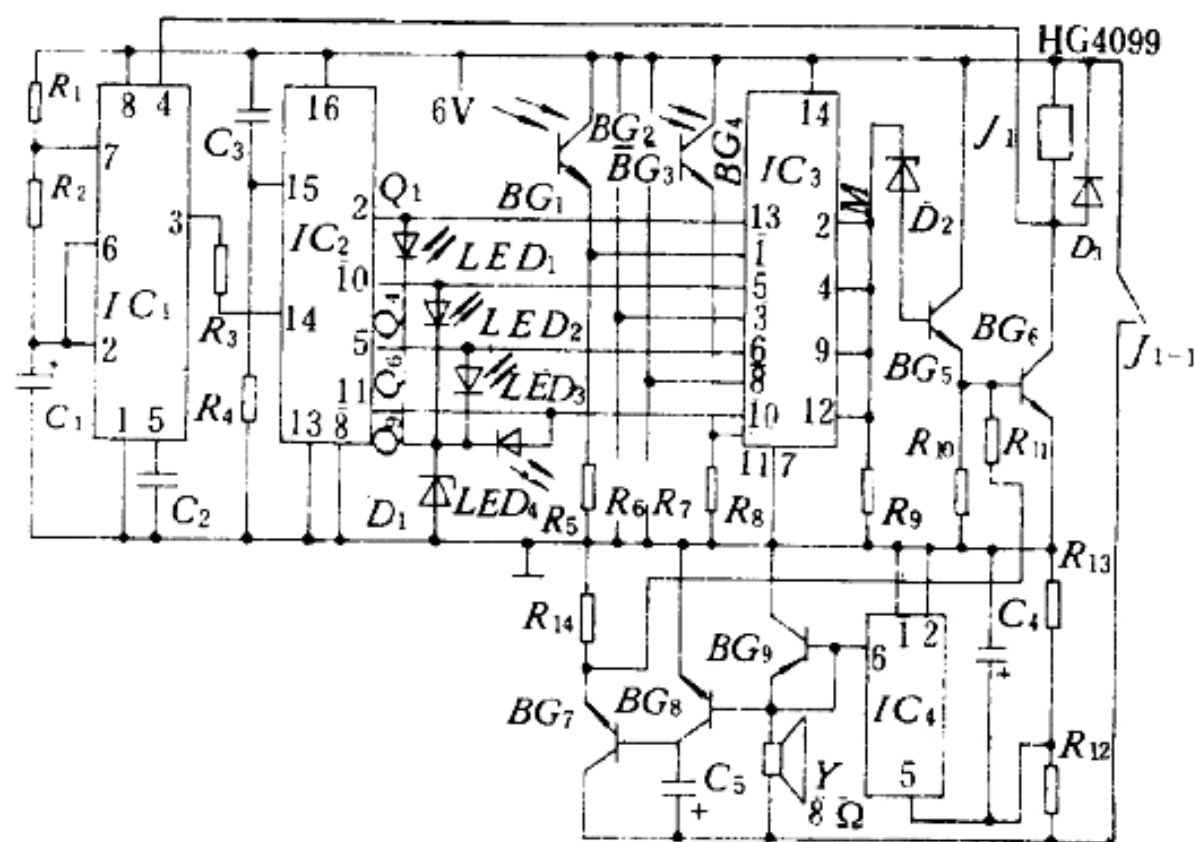 HG4099
R1
8 4
16
6V
14
J1
C3
BG2
BG3
BG4
IC3
7
R2
15
Q1
2
BG1
13
2
M
D2
D3
3
IC2
LED1
1
6
10
5
4
IC1
R3
14
Q4
LED2
3
BG6
J1-1
2
5
6
9
BG5
Q6
LED3
8
11
10
12
C1
1 5
R4
13 8
11 7
R10
R11
C2
D1
LED4
R5
R6
R7
R8
R9
R13
R14
1 2
C4
BG9
6
BG7
BG8
IC4
R12
C5
Y
8Ω
5